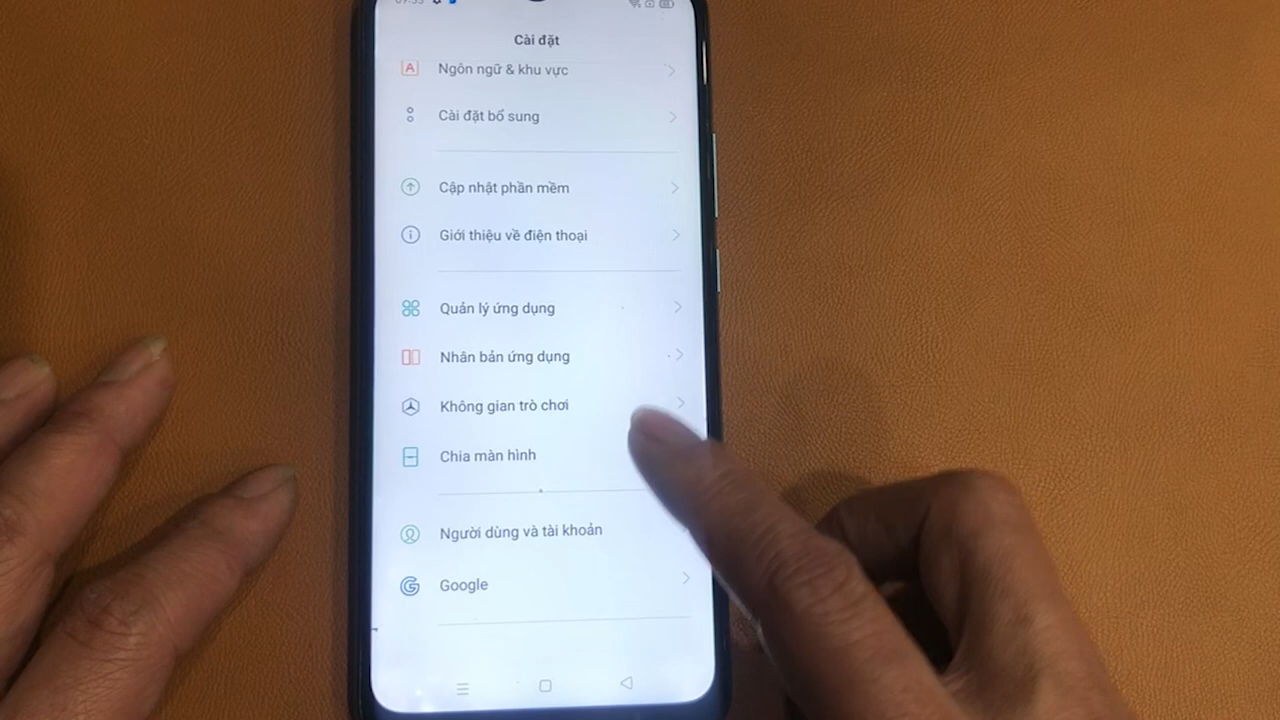 Cài đặt
Ngôn ngữ & khu vực
Cài đặt bổ sung
Cập nhật phần mềm
Giới thiệu về điện thoại
Quản lý ứng dụng
Nhân bản ứng dụng
Không gian trò chơi
Chia màn hình
Người dùng và tài khoản
Google